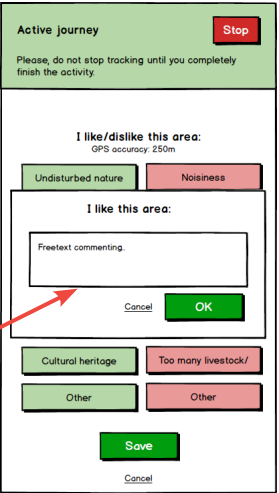 Active journey
Stop
Please, do not stop tracking until you completely
finish the activity.
I like/dislike this area:
GPS accuracy: 250m
Undisturbed nature
Noisiness
I like this area:
Freetext commenting.
Cancel
OK
Cultural heritage
Too many livestock/
Other
Other
Save
Cancel